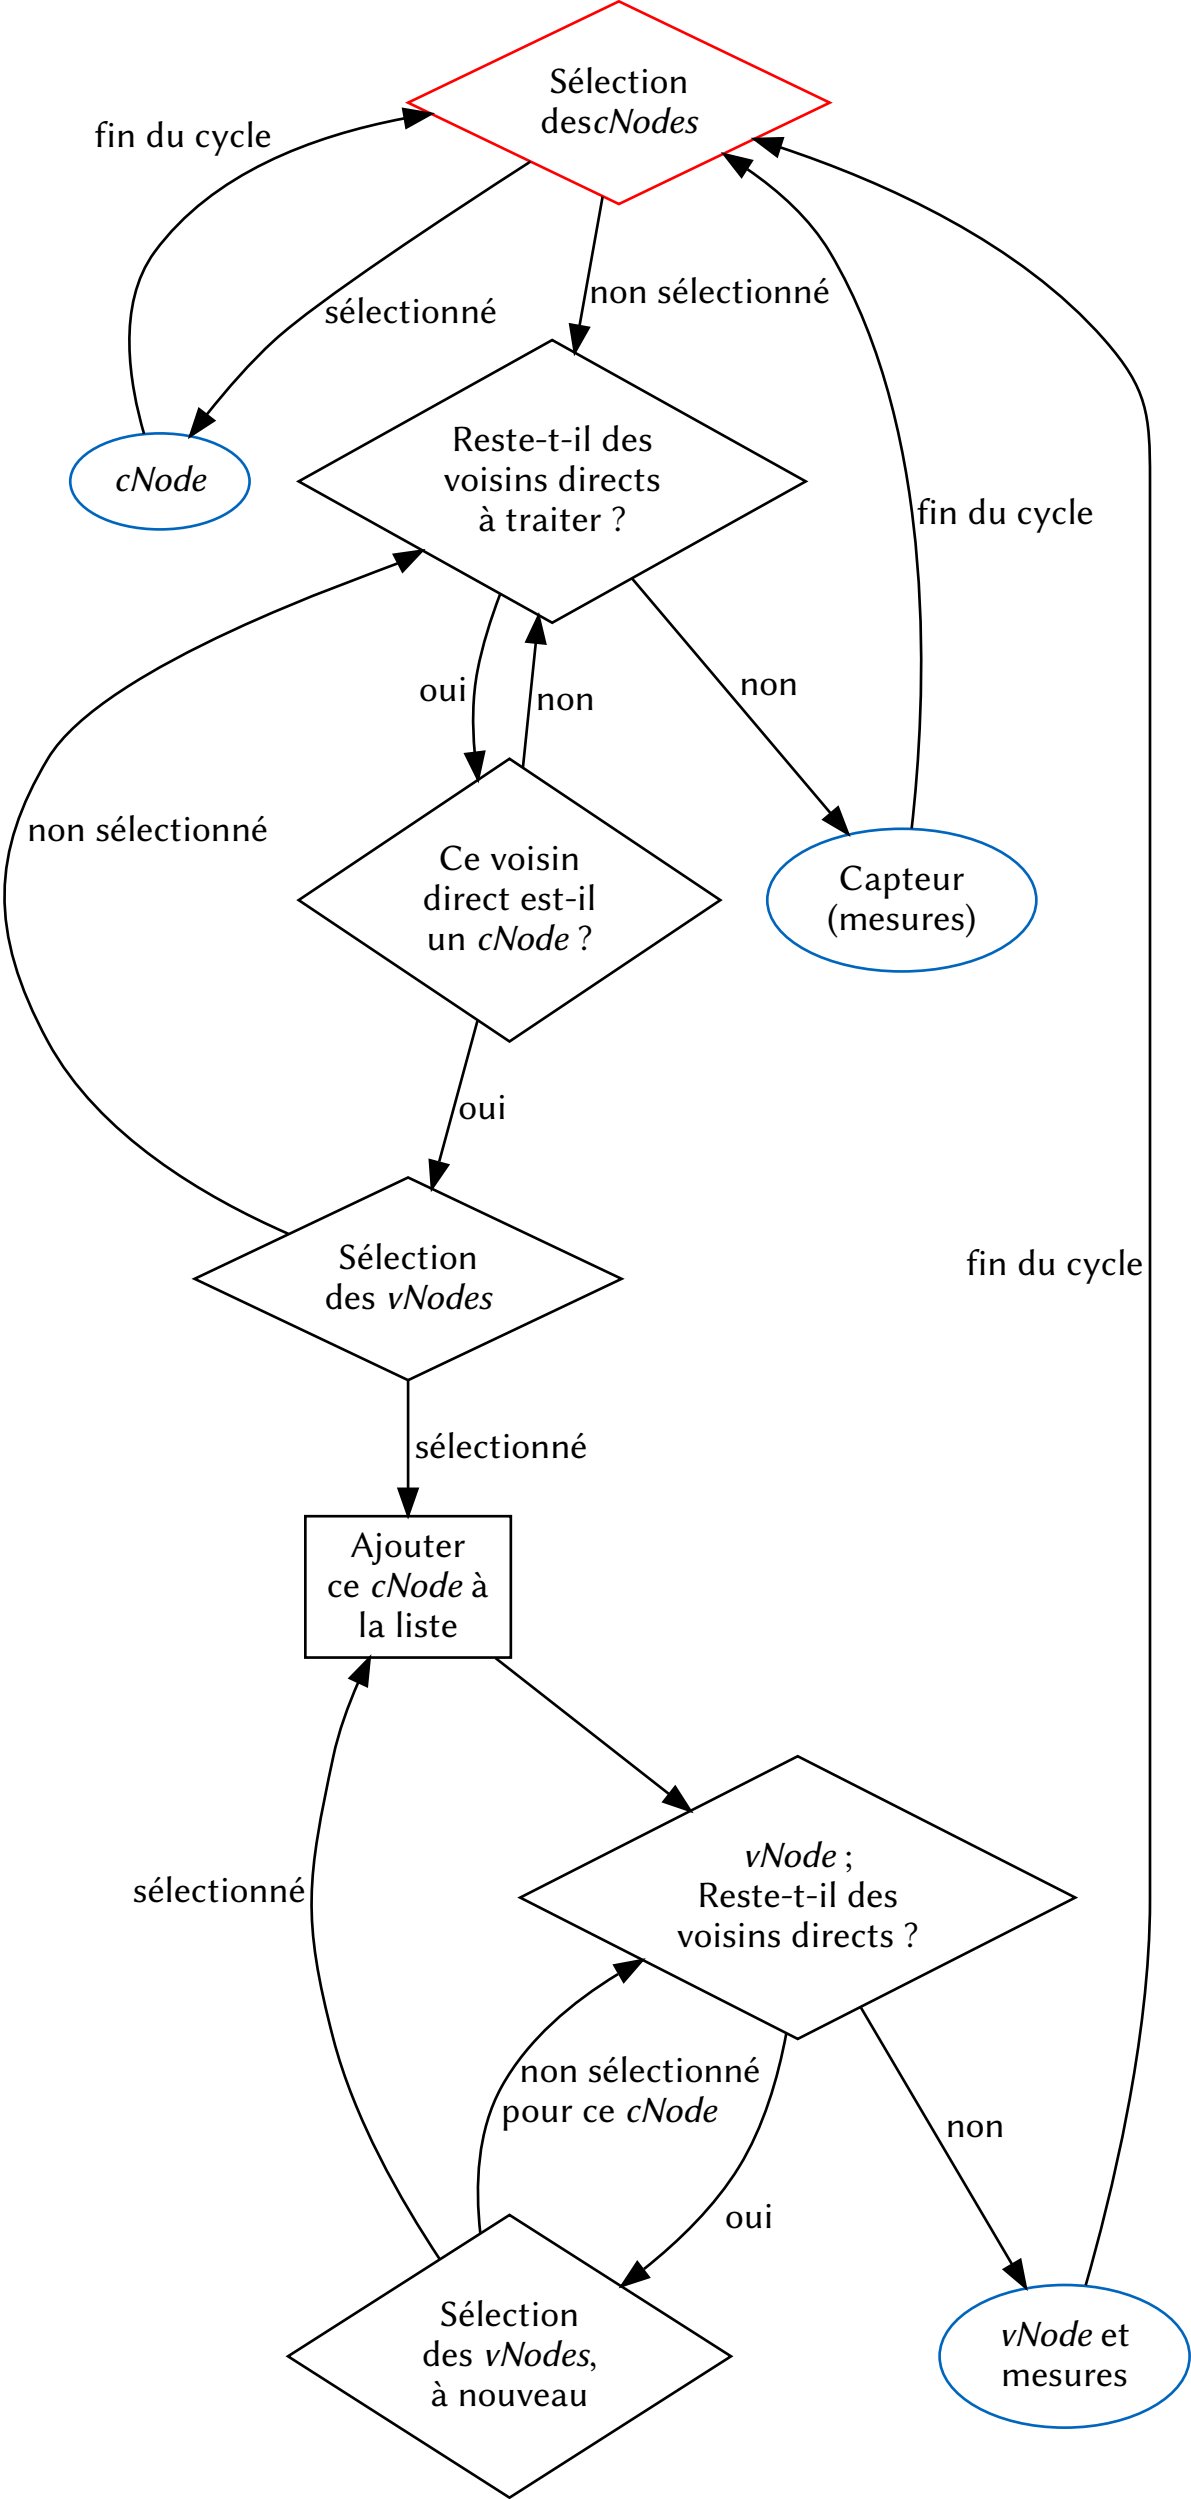 Sélection
descNodes
fin du cycle
sélectionné
non sélectionné
Reste-t-il des
voisins directs
à traiter ?
cNode
fin du cycle
oui
non
non
non sélectionné
Ce voisin
direct est-il
un cNode ?
Capteur
(mesures)
oui
Sélection
des vNodes
fin du cycle
sélectionné
Ajouter
ce cNode à
la liste
vNode ;
Reste-t-il des
voisins directs ?
sélectionné
non sélectionné
pour ce cNode
non
oui
Sélection
des vNodes,
à nouveau
vNode et
mesures